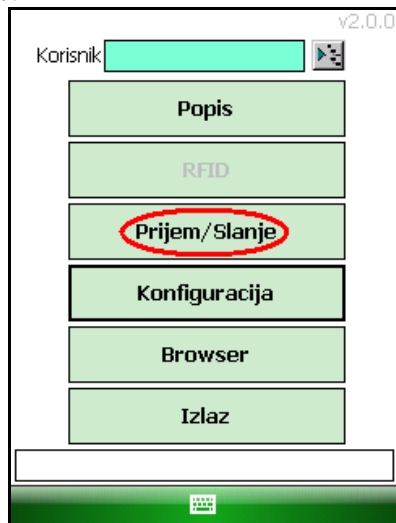 v2.0.0
Korisnik
Popis
RFID
Prijem/Slanje
Konfiguracija
Browser
Izlaz